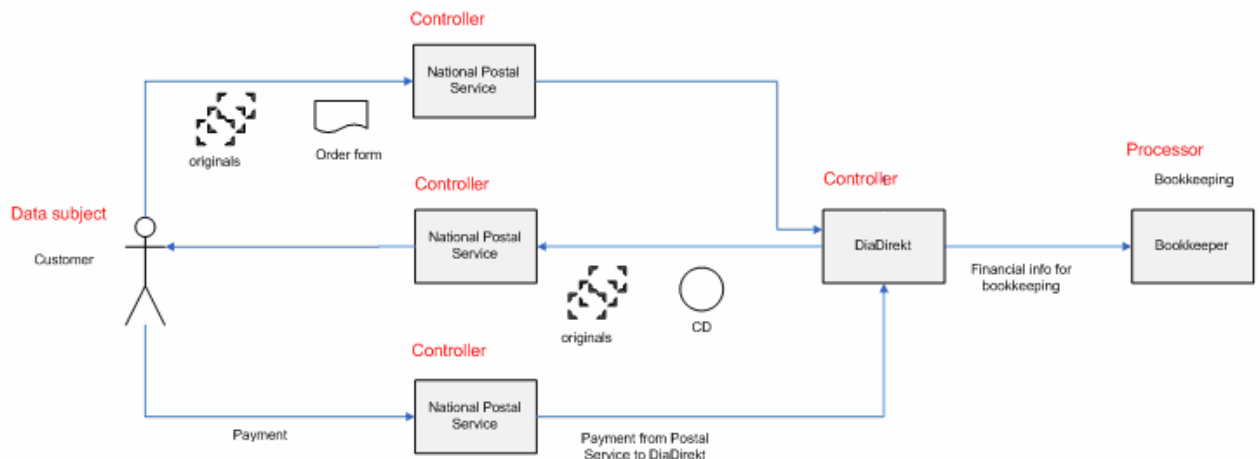 Controller
National Postal
Service
originals
Order form
Processor
Bookkeeping
Controller
Controller
Data subject
Customer
National Postal
Service
DiaDirekt
Bookkeeper
Financial info for
bookkeeping
originals
CD
Controller
National Postal
Service
Payment
Payment from Postal
Service to DiaDirekt